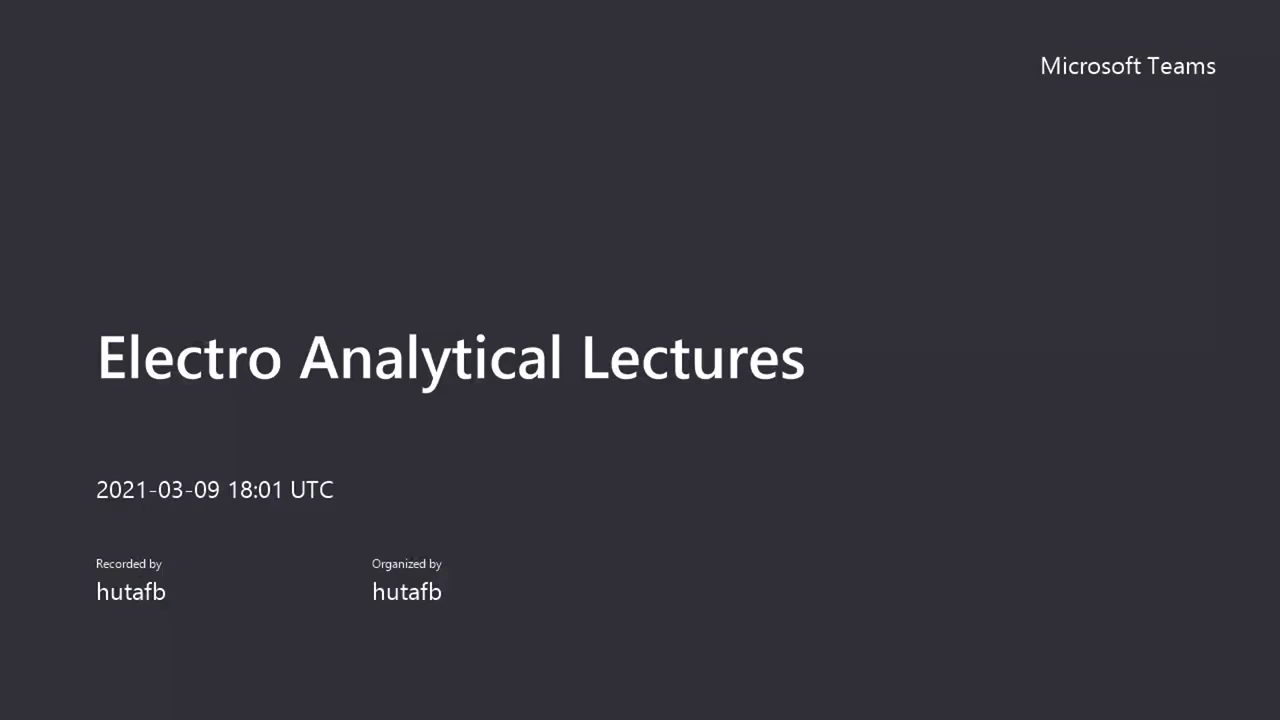 Microsoft Teams
Electro Analytical Lectures
2021-03-09 18:01 UTC
Recorded by
hutafb
Organized by
hutafb